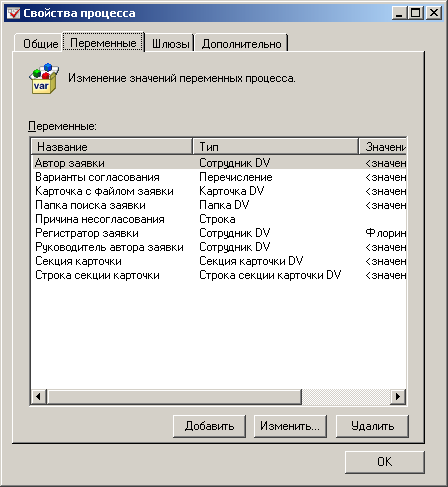 Свойства процесса
Общие Переменные Шлюзы Дополнительно
var Изменение значений переменных процесса.
Переменные:
Название Тип Значени
Автор заявки Сотрудник DV <значен
Варианты согласования Перечисление <значен
Карточка с файлом заявки Карточка DV <значен
Папка поиска заявки Папка DV <значен
Причина несогласования Строка
Регистратор заявки Сотрудник DV Флорин
Руководитель автора заявки Сотрудник DV <значен
Секция карточки Секция карточки DV <значен
Строка секции карточки Строка секции карточки DV <значен
Добавить Изменить... Удалить
OK